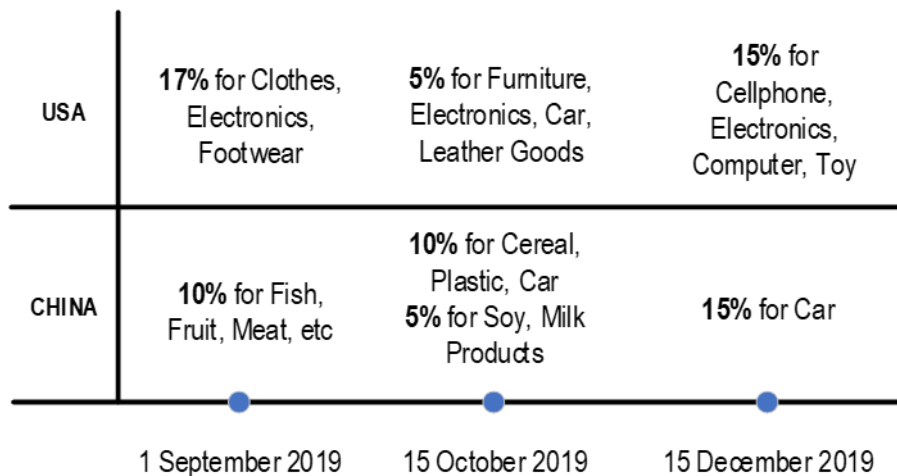 USA
17% for Clothes,
Electronics,
Footwear
5% for Furniture,
Electronics, Car,
Leather Goods
15% for
Cellphone,
Electronics,
Computer, Toy
CHINA
10% for Fish,
Fruit, Meat, etc
10% for Cereal,
Plastic, Car
5% for Soy, Milk
Products
15% for Car
1 September 2019
15 October 2019
15 December 2019